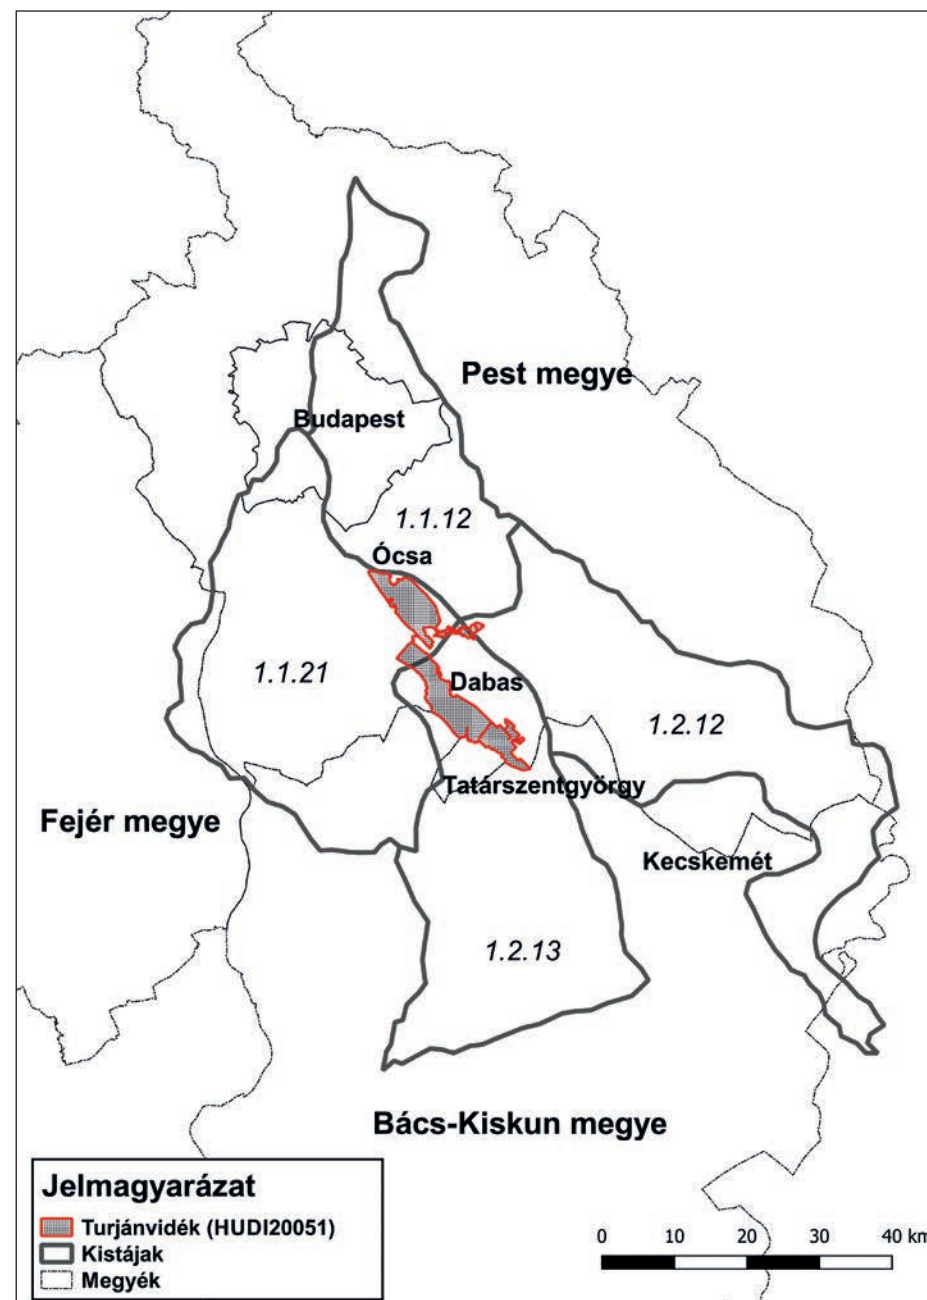 Pest megye
Budapest
1.1.12
Ócsa
1.1.21
Dabas
1.2.12
Tatárszentgyörgy
Fejér megye
Kecskemét
1.2.13
Bács-Kiskun megye
Jelmagyarázat
Turjánvidék (HUDI20051)
Kistájak
Megyék
0 10 20 30 40 km